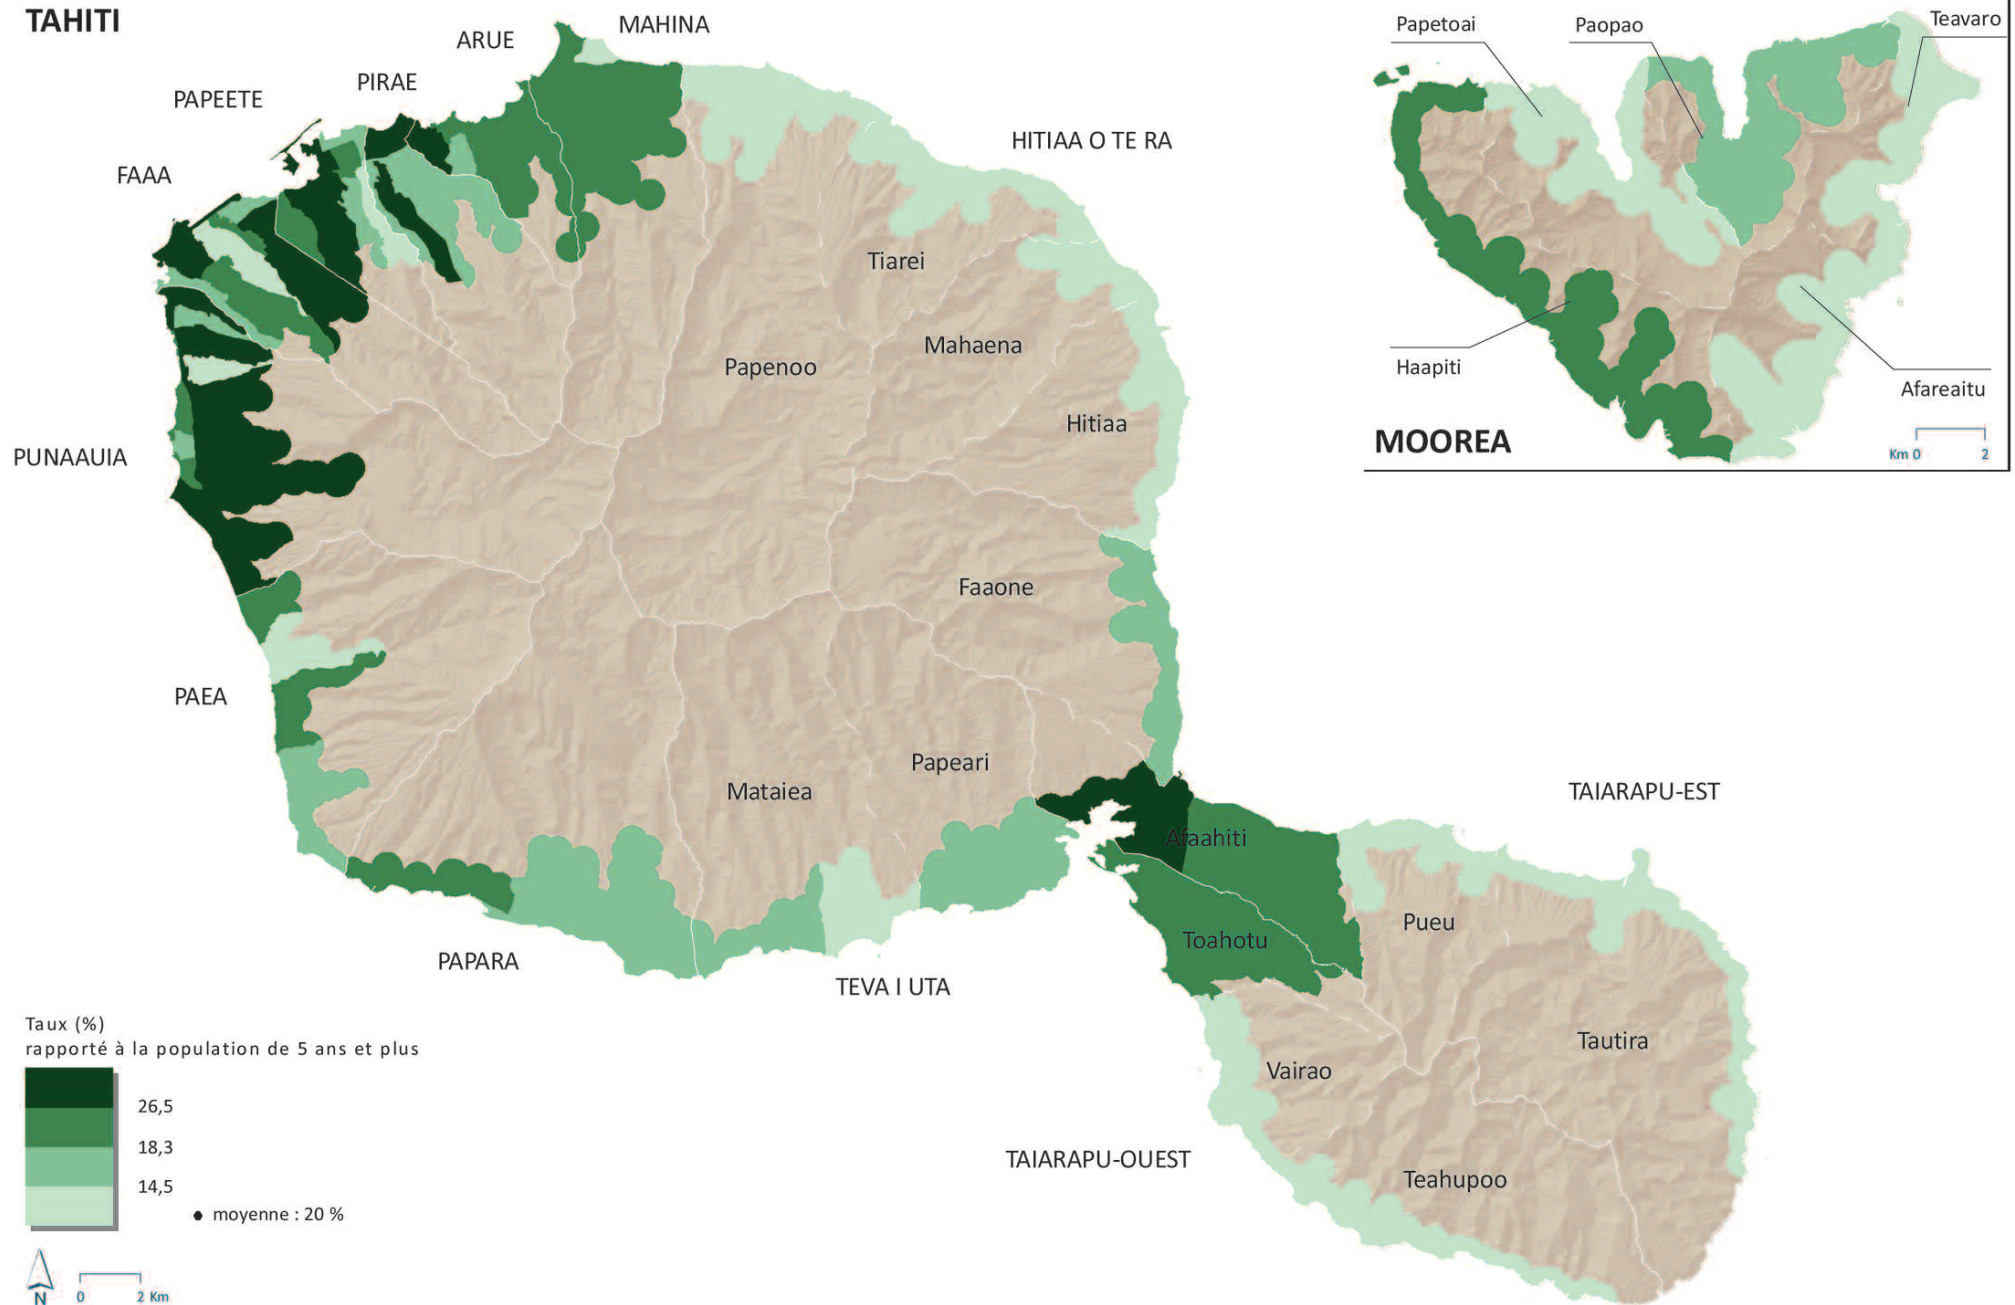 TAHITI
MAHINA
ARUE
PIRAE
PAPEETE
FAAA
HITIAA O TE RA
Tiarei
Mahaena
Papenoo
Hitiaa
PUNAAUIA
Faaone
PAEA
Papeari
Mataiea
TAIARAPU-EST
Afaahiti
Pueu
Toahotu
PAPARA
TEVA I UTA
Tautira
Vairao
TAIARAPU-OUEST
Teahupoo
Papetoai
Paopao
Teavaro
Haapiti
Afareaitu
MOOREA
Km 0 2
Taux (%)
rapporté à la population de 5 ans et plus
26,5
18,3
14,5
moyenne : 20 %
N
0 2 Km